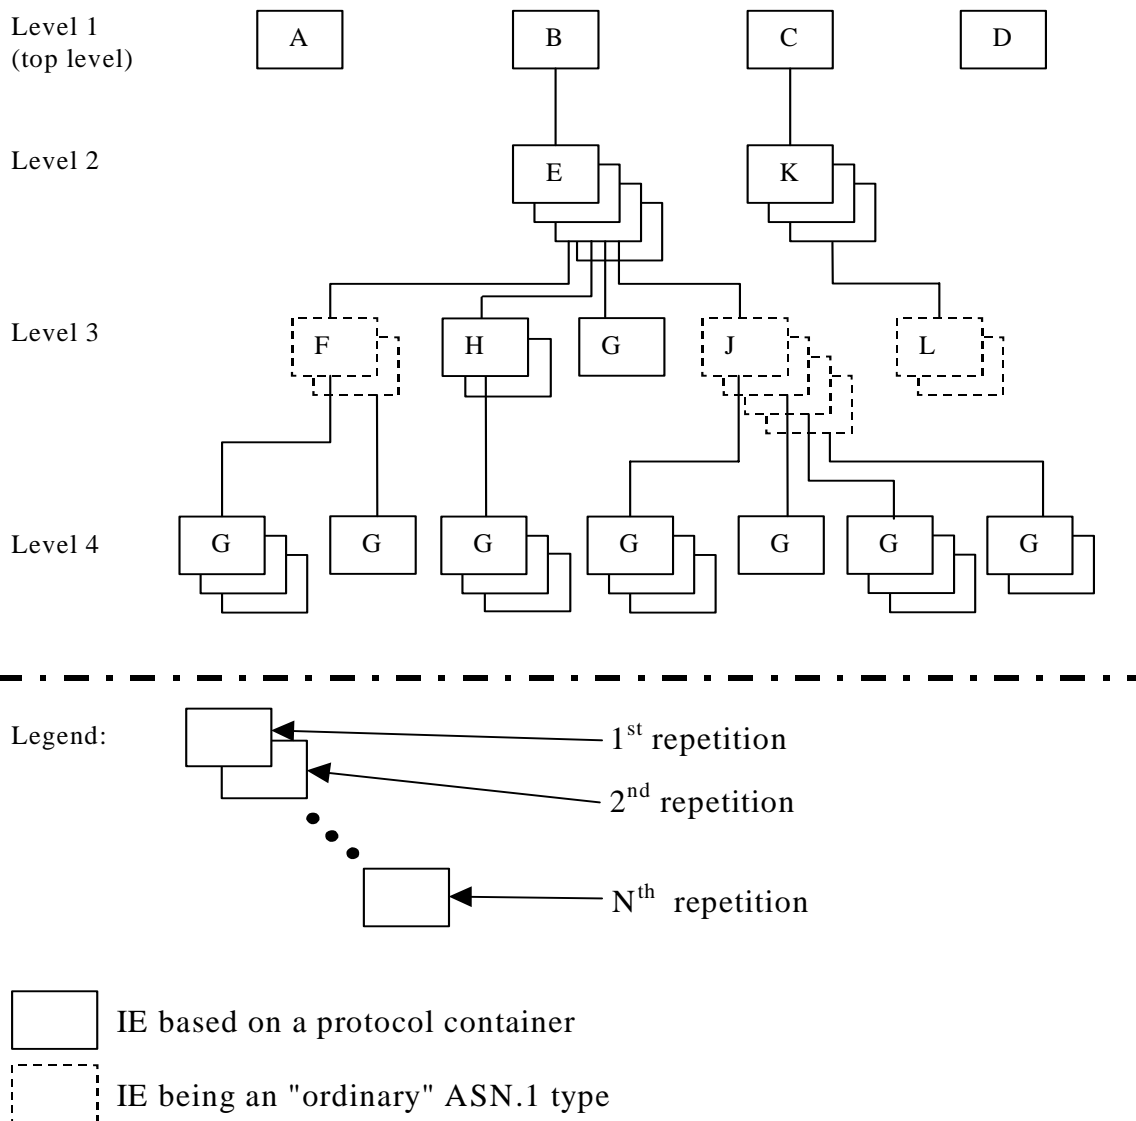 Level 1
(top level)
A
B
C
D
Level 2
E
K
Level 3
F
H
G
J
L
Level 4
G
G
G
G
G
G
G
Legend:
1st repetition
2nd repetition
Nth repetition
IE based on a protocol container
IE being an "ordinary" ASN.1 type